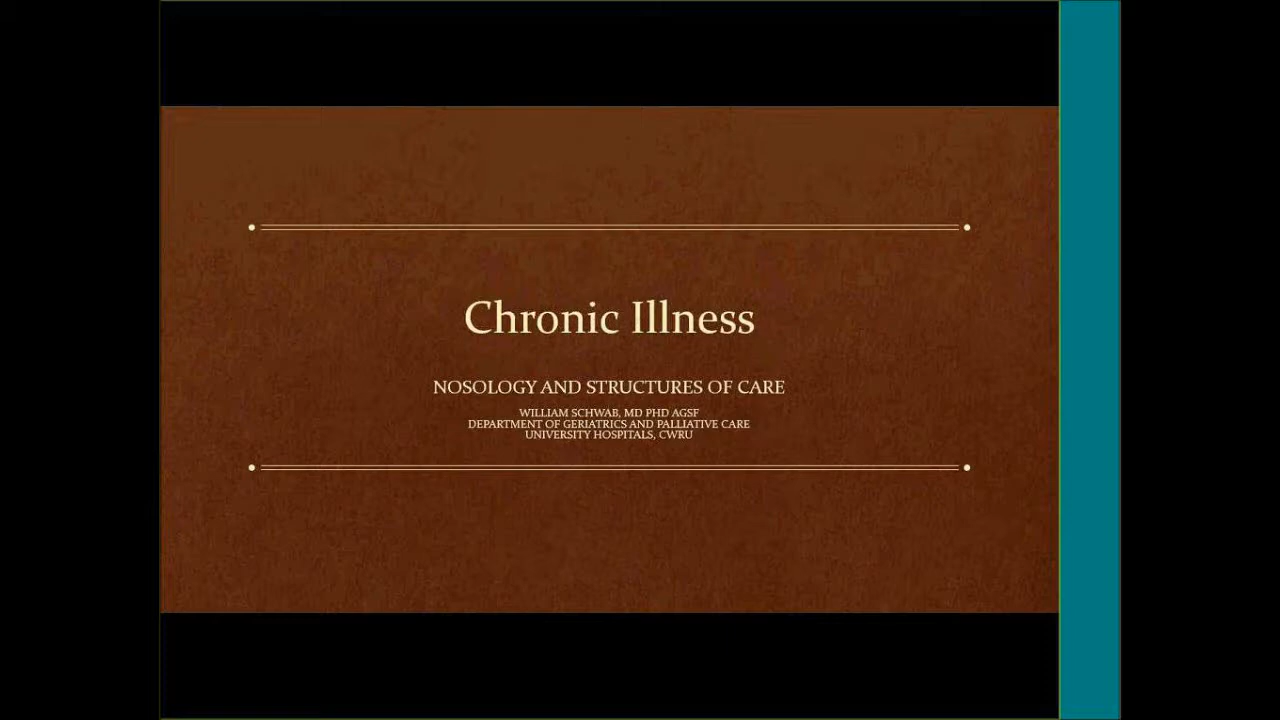 Chronic Illness
NOSOLOGY AND STRUCTURES OF CARE
WILLIAM SCHWAB, MD PHD AGSF
DEPARTMENT OF GERIATRICS AND PALLIATIVE CARE
UNIVERSITY HOSPITALS, CWRU